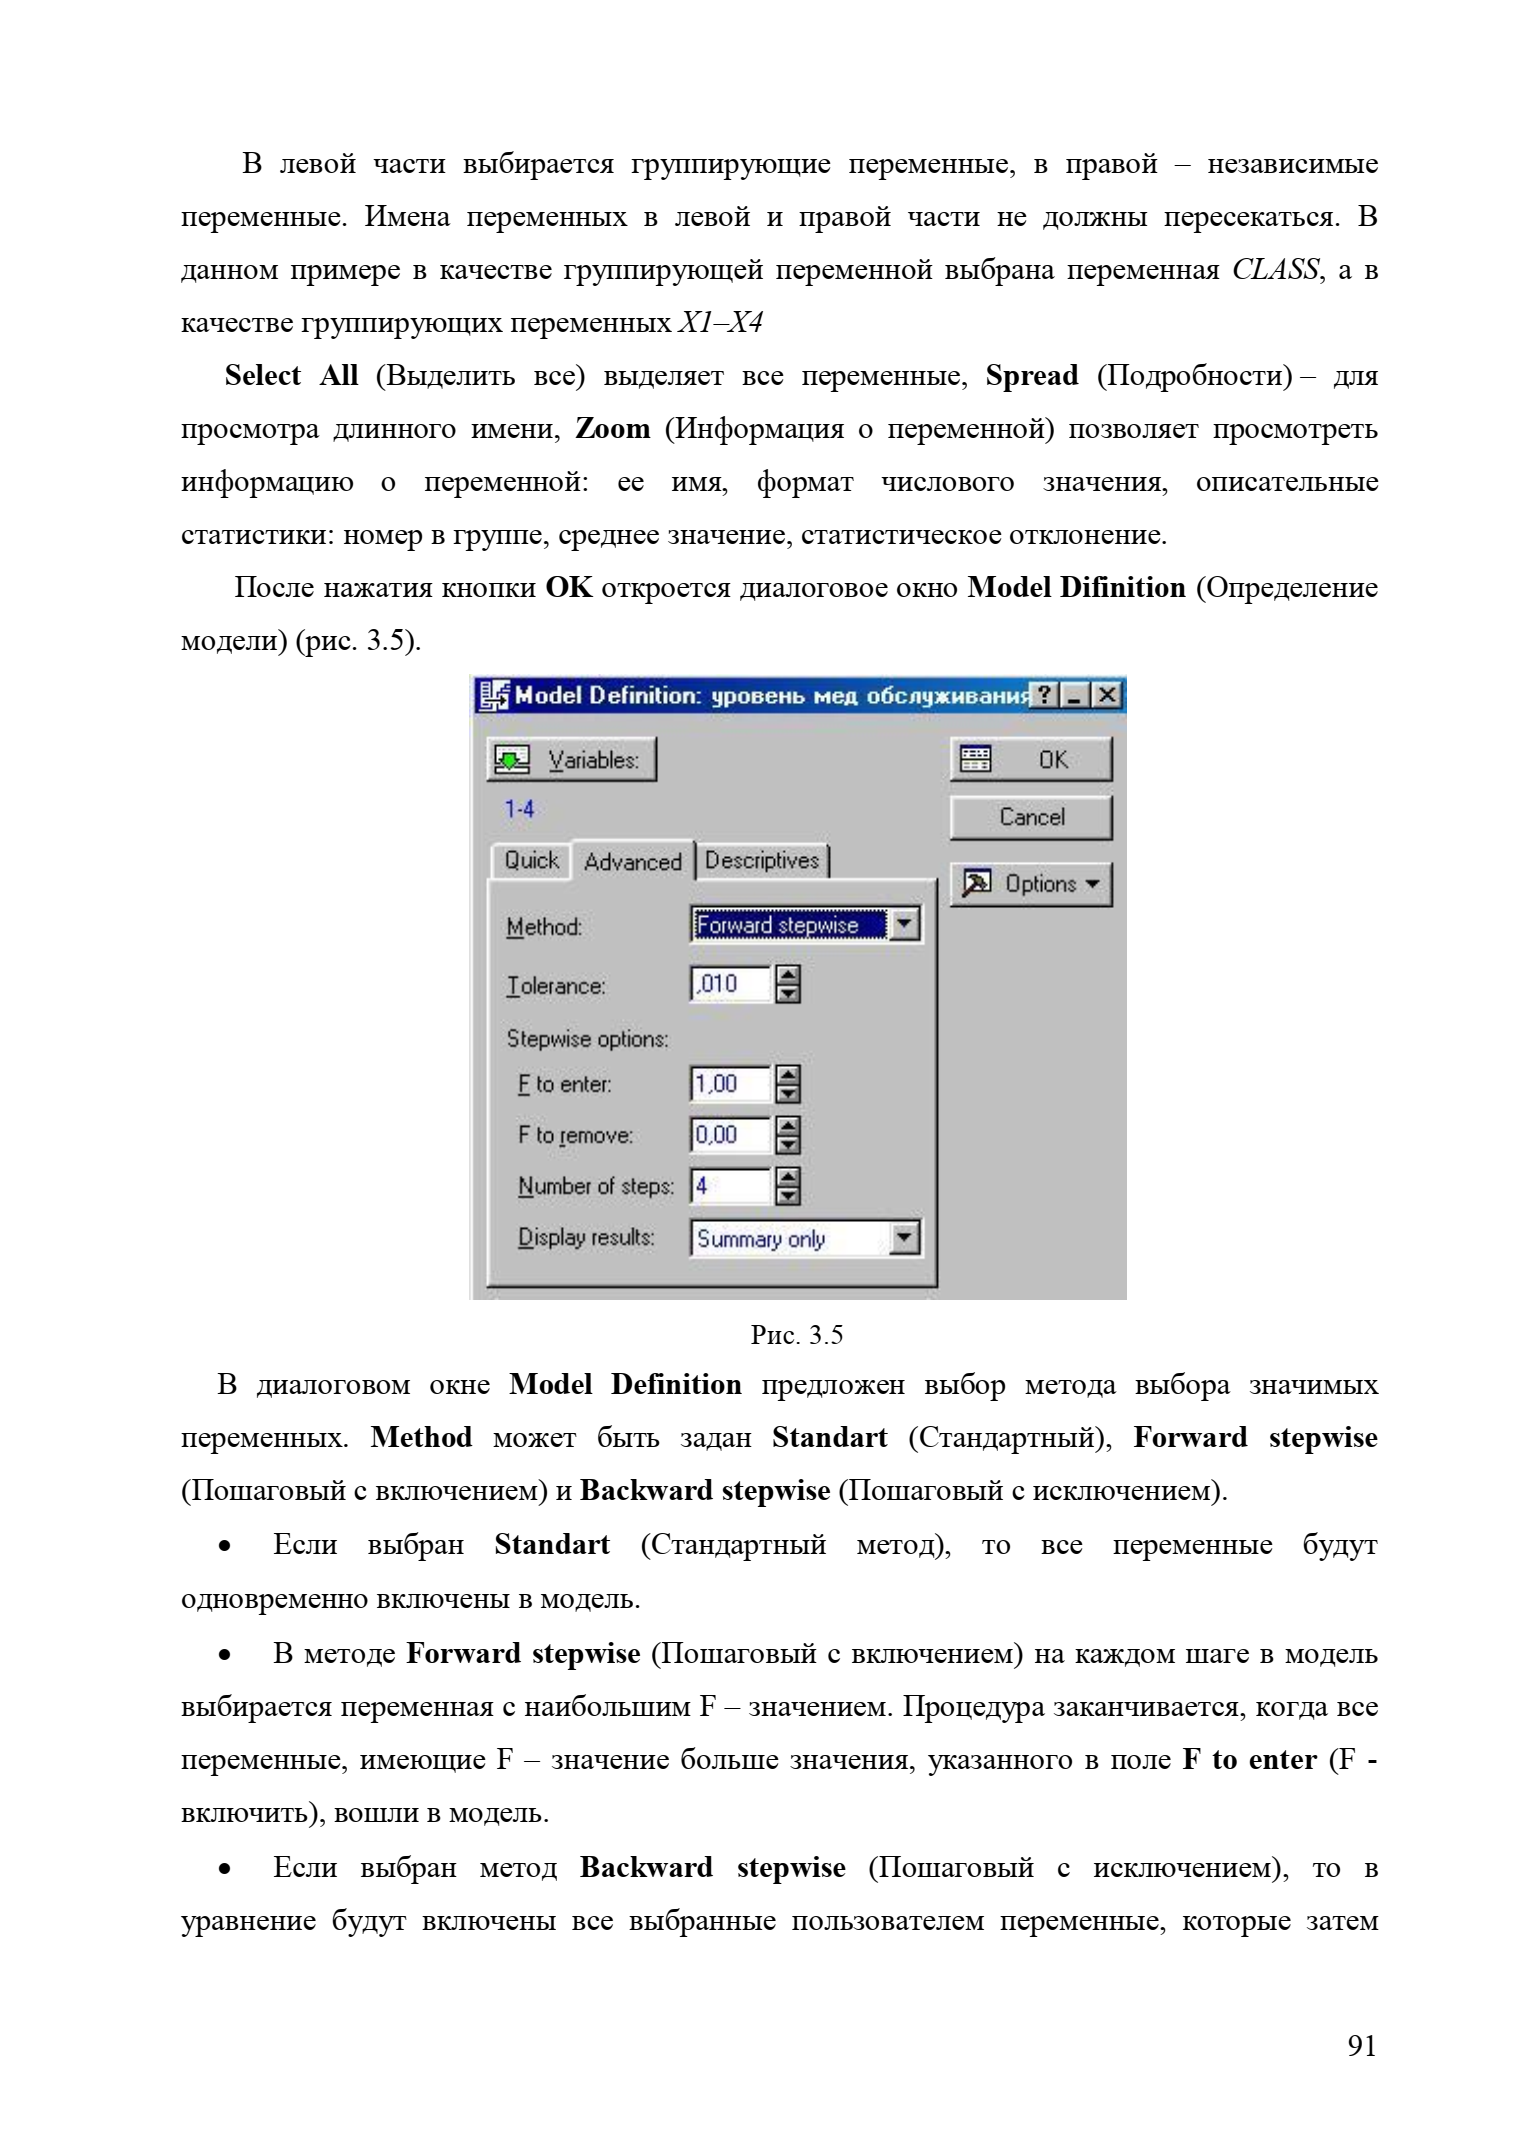 В левой части выбирается группирующие переменные, в правой – независимые
переменные. Имена переменных в левой и правой части не должны пересекаться. В
данном примере в качестве группирующей переменной выбрана переменная CLASS, а в
качестве группирующих переменных X1–X4
Select All (Выделить все) выделяет все переменные, Spread (Подробности) – для
просмотра длинного имени, Zoom (Информация о переменной) позволяет просмотреть
информацию о переменной: ее имя, формат числового значения, описательные
статистики: номер в группе, среднее значение, статистическое отклонение.
После нажатия кнопки OK откроется диалоговое окно Model Difinition (Определение
модели) (рис. 3.5).
Model Definition: уровень мед обслуживания
Variables:
OK
1-4
Cancel
Quick Advanced Descriptives
Options
Method: Forward stepwise
Tolerance: ,010
Stepwise options:
F to enter: 1,00
F to remove: 0,00
Number of steps: 4
Display results: Summary only
Рис. 3.5
В диалоговом окне Model Definition предложен выбор метода выбора значимых
переменных. Method может быть задан Standart (Стандартный), Forward stepwise
(Пошаговый с включением) и Backward stepwise (Пошаговый с исключением).
• Если выбран Standart (Стандартный метод), то все переменные будут
одновременно включены в модель.
• В методе Forward stepwise (Пошаговый с включением) на каждом шаге в модель
выбирается переменная с наибольшим F – значением. Процедура заканчивается, когда все
переменные, имеющие F – значение больше значения, указанного в поле F to enter (F -
включить), вошли в модель.
• Если выбран метод Backward stepwise (Пошаговый с исключением), то в
уравнение будут включены все выбранные пользователем переменные, которые затем
91